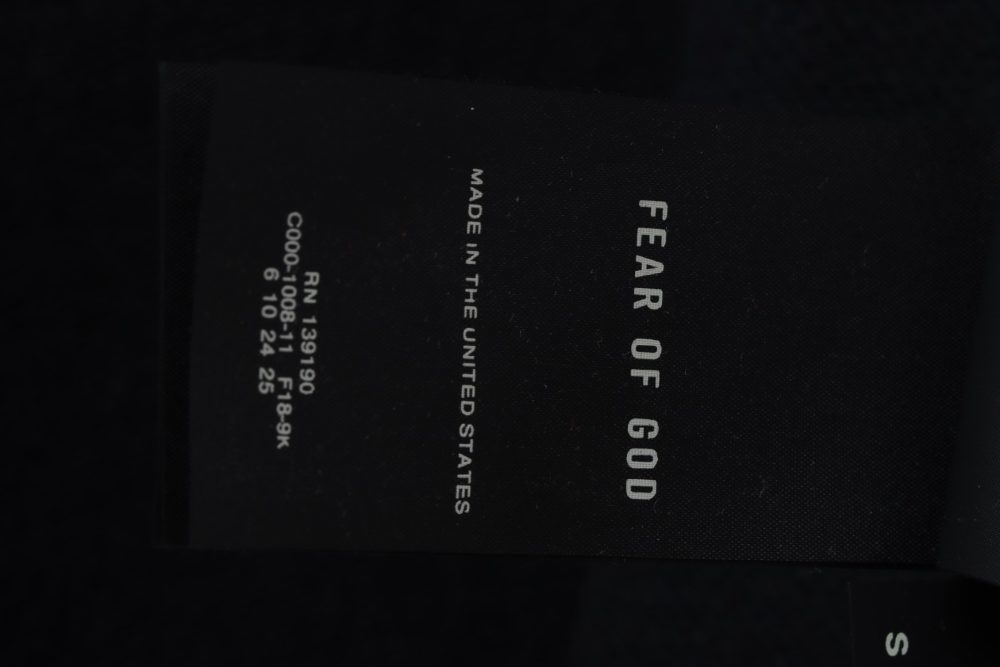 FEAR OF GOD
MADE IN THE UNITED STATES
RN 139190
C000-1008-11 F18-9K
6 10 24 25
S